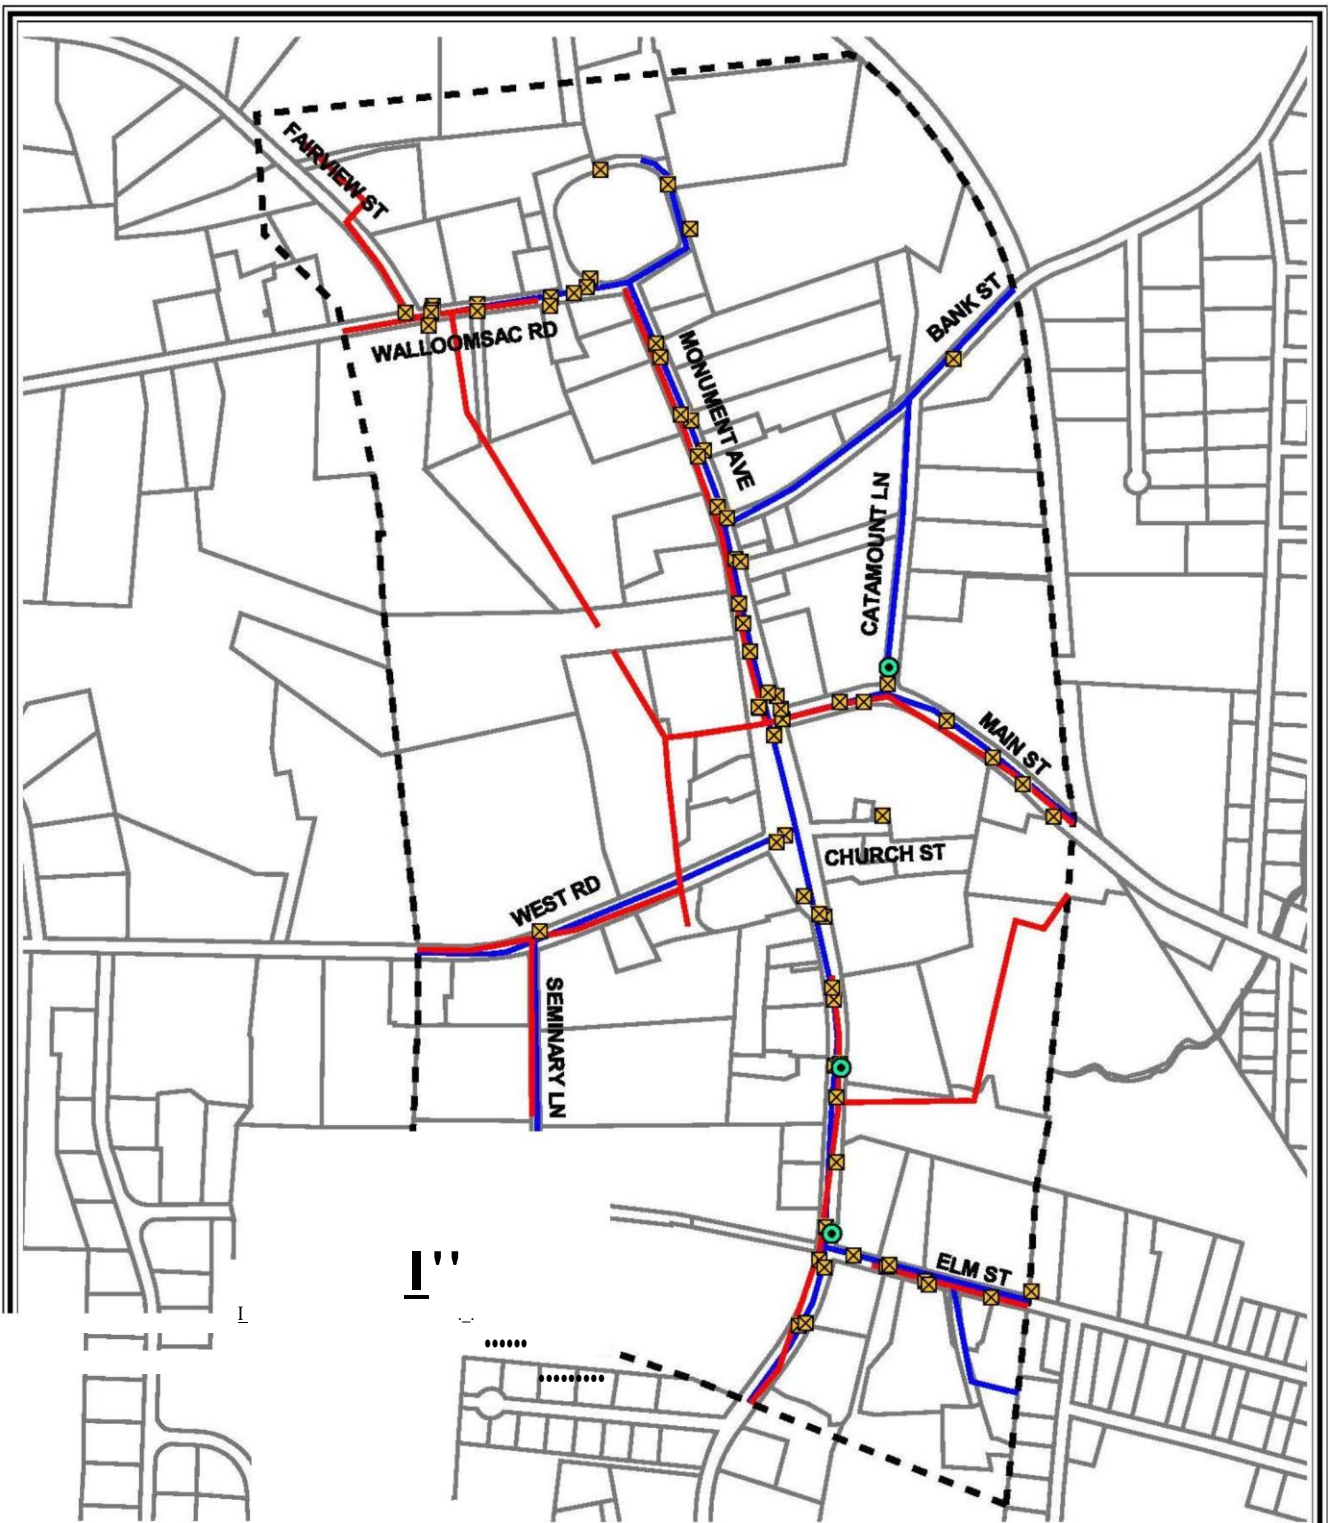 FAIRVIEW ST
BANK ST
WALLOOMSAC RD
MONUMENT AVE
CATAMOUNT LN
MAIN ST
CHURCH ST
WEST RD
SEMINARY LN
ELM ST
I''
I